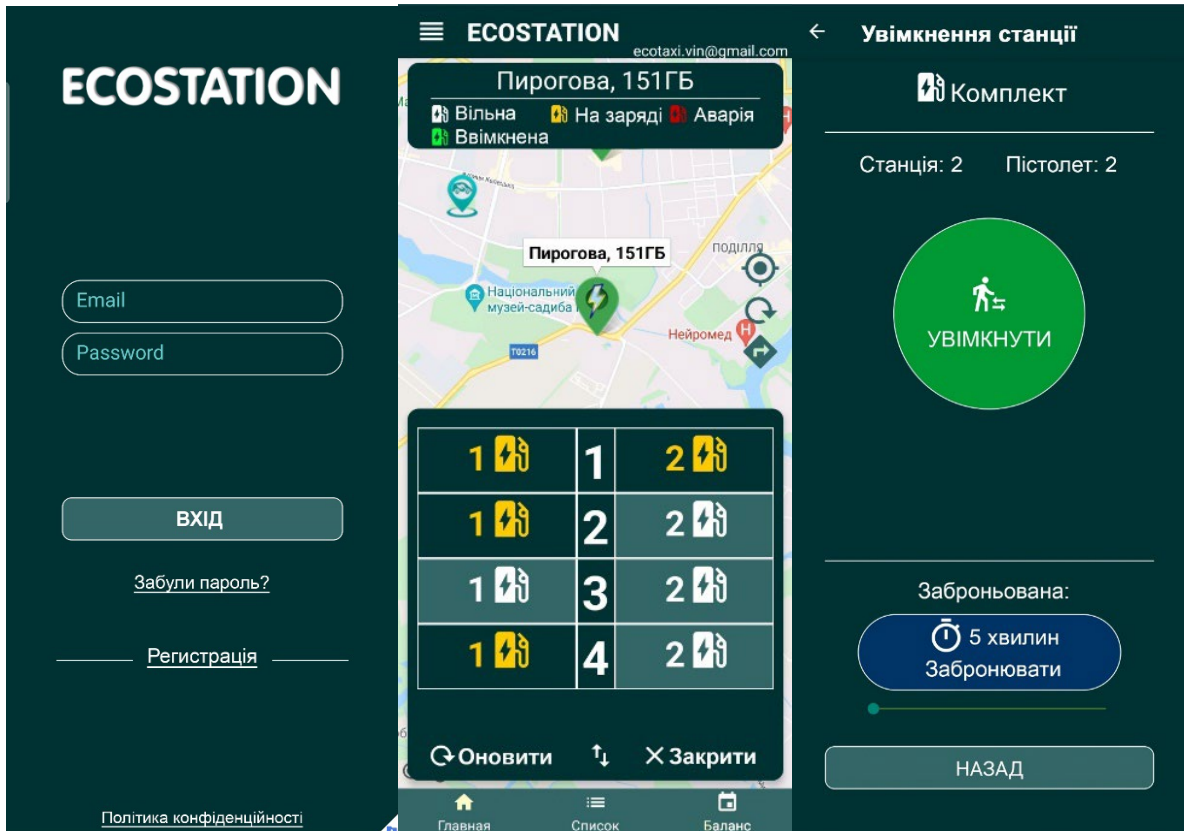 ECOSTATION
Email
Password
ВХІД
Забули пароль?
Регистрація
Політика конфіденційності
ECOSTATION
ecotaxi.vin@gmail.com
Пирогова, 151ГБ
Вільна На заряді Аварія
Ввімкнена
Пирогова, 151ГБ
ПОДІЛЛЯ
Національний
музей-садиба
Нейромед
Т0216
1 1 2
1 2 2
1 3 2
1 4 2
Оновити Закрити
Главная Список Баланс
Увімкнення станції
Комплект
Станція: 2 Пістолет: 2
УВІМКНУТИ
Заброньована:
5 хвилин
Забронювати
НАЗАД